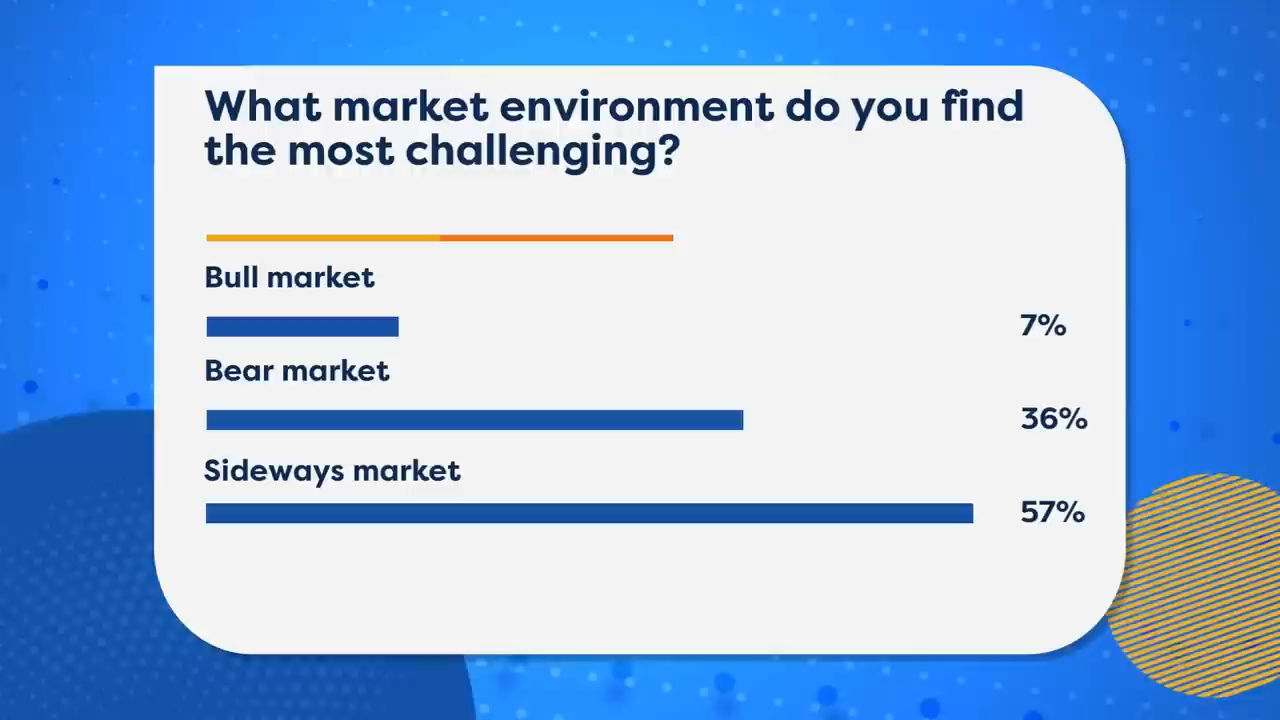 What market environment do you find
the most challenging?
Bull market
7%
Bear market
36%
Sideways market
57%